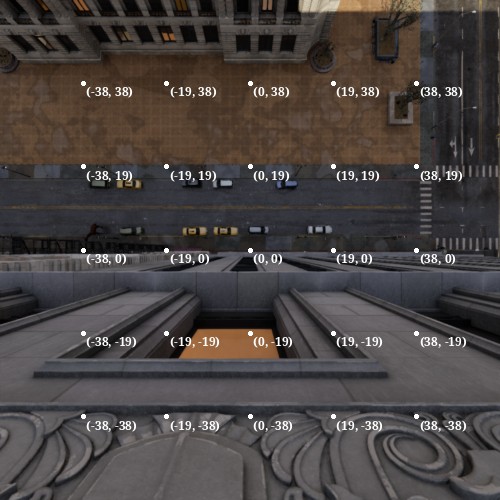 (-38, 38) (-19, 38) (0, 38) (19, 38) (38, 38)
(-38, 19) (-19, 19) (0, 19) (19, 19) (38, 19)
(-38, 0) (-19, 0) (0, 0) (19, 0) (38, 0)
(-38, -19) (-19, -19) (0, -19) (19, -19) (38, -19)
(-38, -38) (-19, -38) (0, -38) (19, -38) (38, -38)